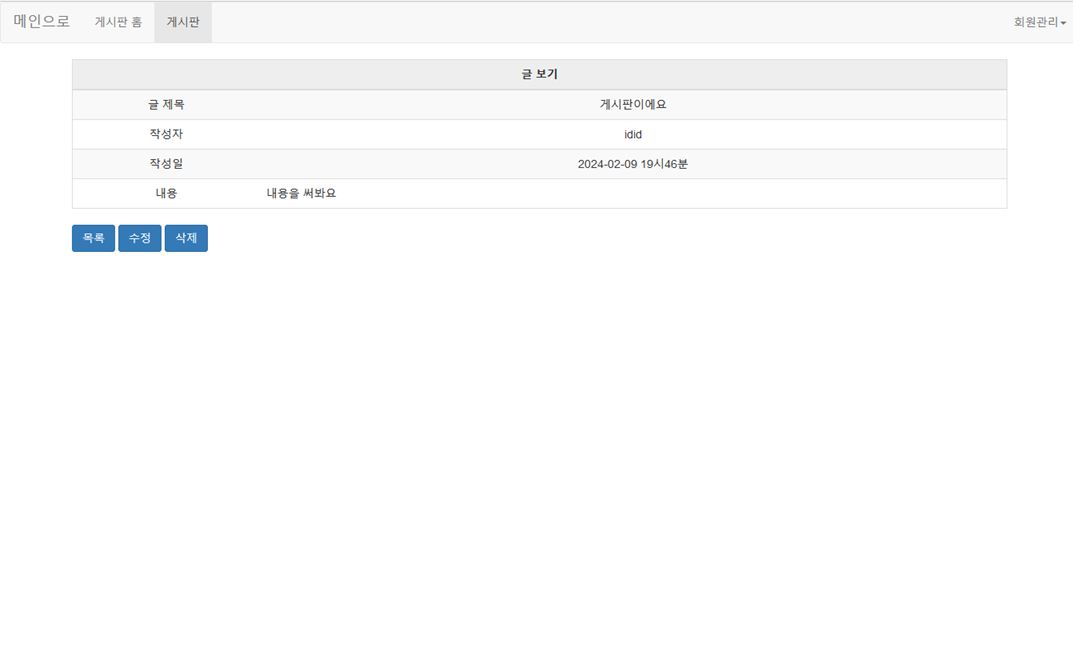 메인으로 게시판 홈 게시판 회원관리
글 보기
글 제목 게시판이에요
작성자 idid
작성일 2024-02-09 19시46분
내용 내용을 써봐요
목록 수정 삭제